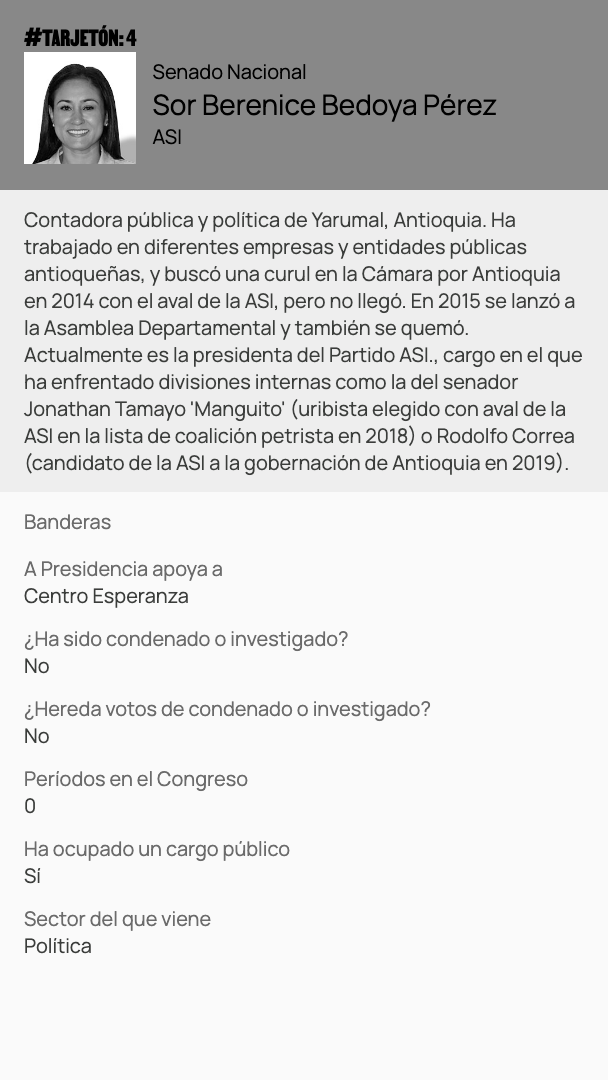 #TARJETÓN: 4
Senado Nacional
Sor Berenice Bedoya Pérez
ASI
Contadora pública y política de Yarumal, Antioquia. Ha
trabajado en diferentes empresas y entidades públicas
antioqueñas, y buscó una curul en la Cámara por Antioquia
en 2014 con el aval de la ASI, pero no llegó. En 2015 se lanzó a
la Asamblea Departamental y también se quemó.
Actualmente es la presidenta del Partido ASI., cargo en el que
ha enfrentado divisiones internas como la del senador
Jonathan Tamayo 'Manguito' (uribista elegido con aval de la
ASI en la lista de coalición petrista en 2018) o Rodolfo Correa
(candidato de la ASI a la gobernación de Antioquia en 2019).
Banderas
A Presidencia apoya a
Centro Esperanza
¿Ha sido condenado o investigado?
No
¿Hereda votos de condenado o investigado?
No
Períodos en el Congreso
0
Ha ocupado un cargo público
Sí
Sector del que viene
Política